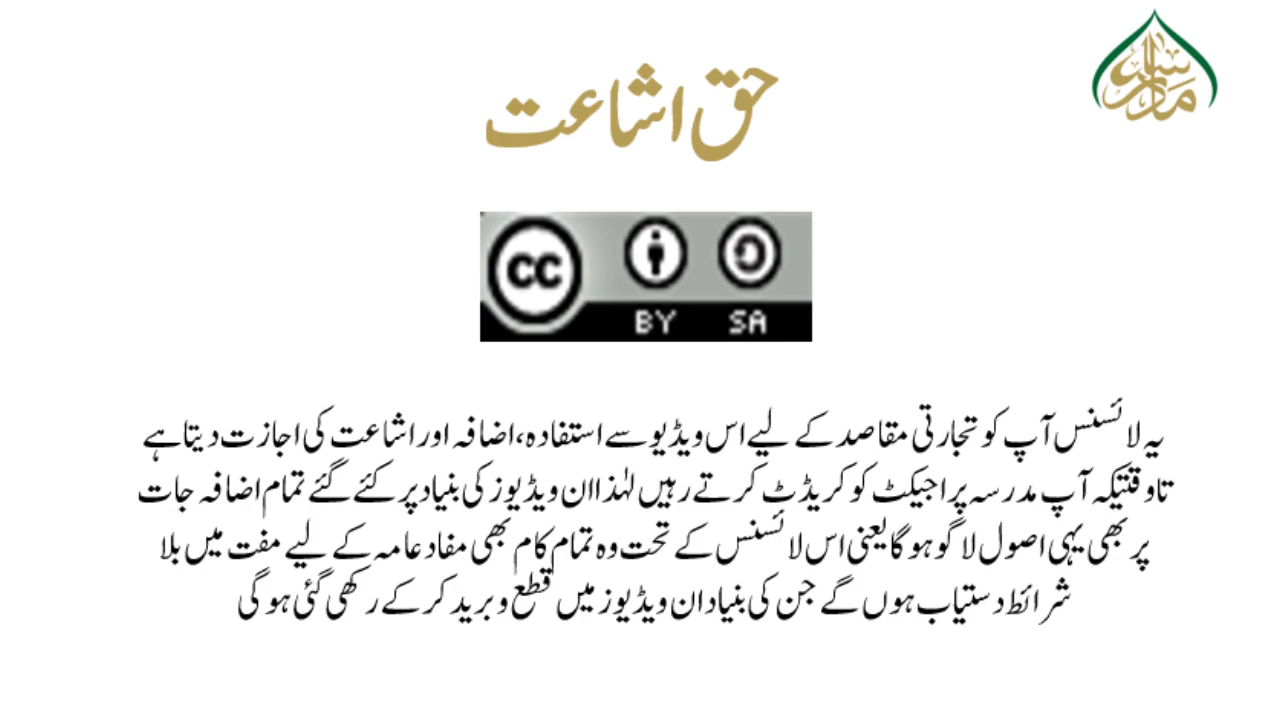 مدرسہ
حق اشاعت
cc
BY SA
یہ لائسنس آپ کو تجارتی مقاصد کے لیے اس ویڈیو سے استفادہ، اضافہ اور اشاعت کی اجازت دیتا ہے
تاوقتیکہ آپ مدرسہ پراجیکٹ کو کریڈٹ کرتے رہیں لہٰذا ان ویڈیوز کی بنیاد پر کئے گئے تمام اضافہ جات
پر بھی یہی اصول لاگو ہو گا یعنی اس لائسنس کے تحت وہ تمام کام بھی مفاد عامہ کے لیے مفت میں بلا
شرائط دستیاب ہوں گے جن کی بنیاد ان ویڈیوز میں قطع و برید کر کے رکھی گئی ہو گی